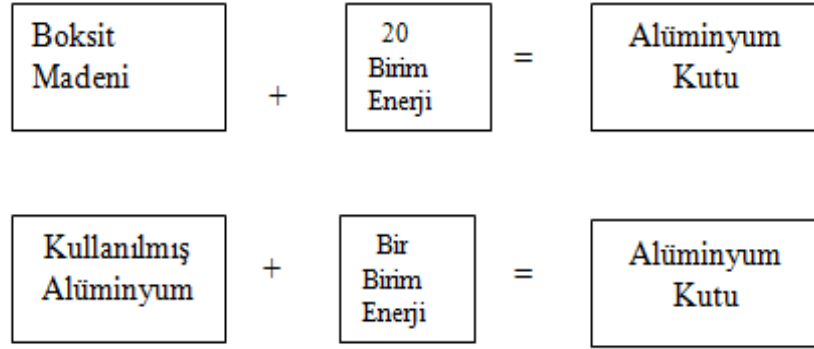 Boksit
Madeni
+
20
Birim
Enerji
=
Alüminyum
Kutu
Kullanılmış
Alüminyum
+
Bir
Birim
Enerji
=
Alüminyum
Kutu